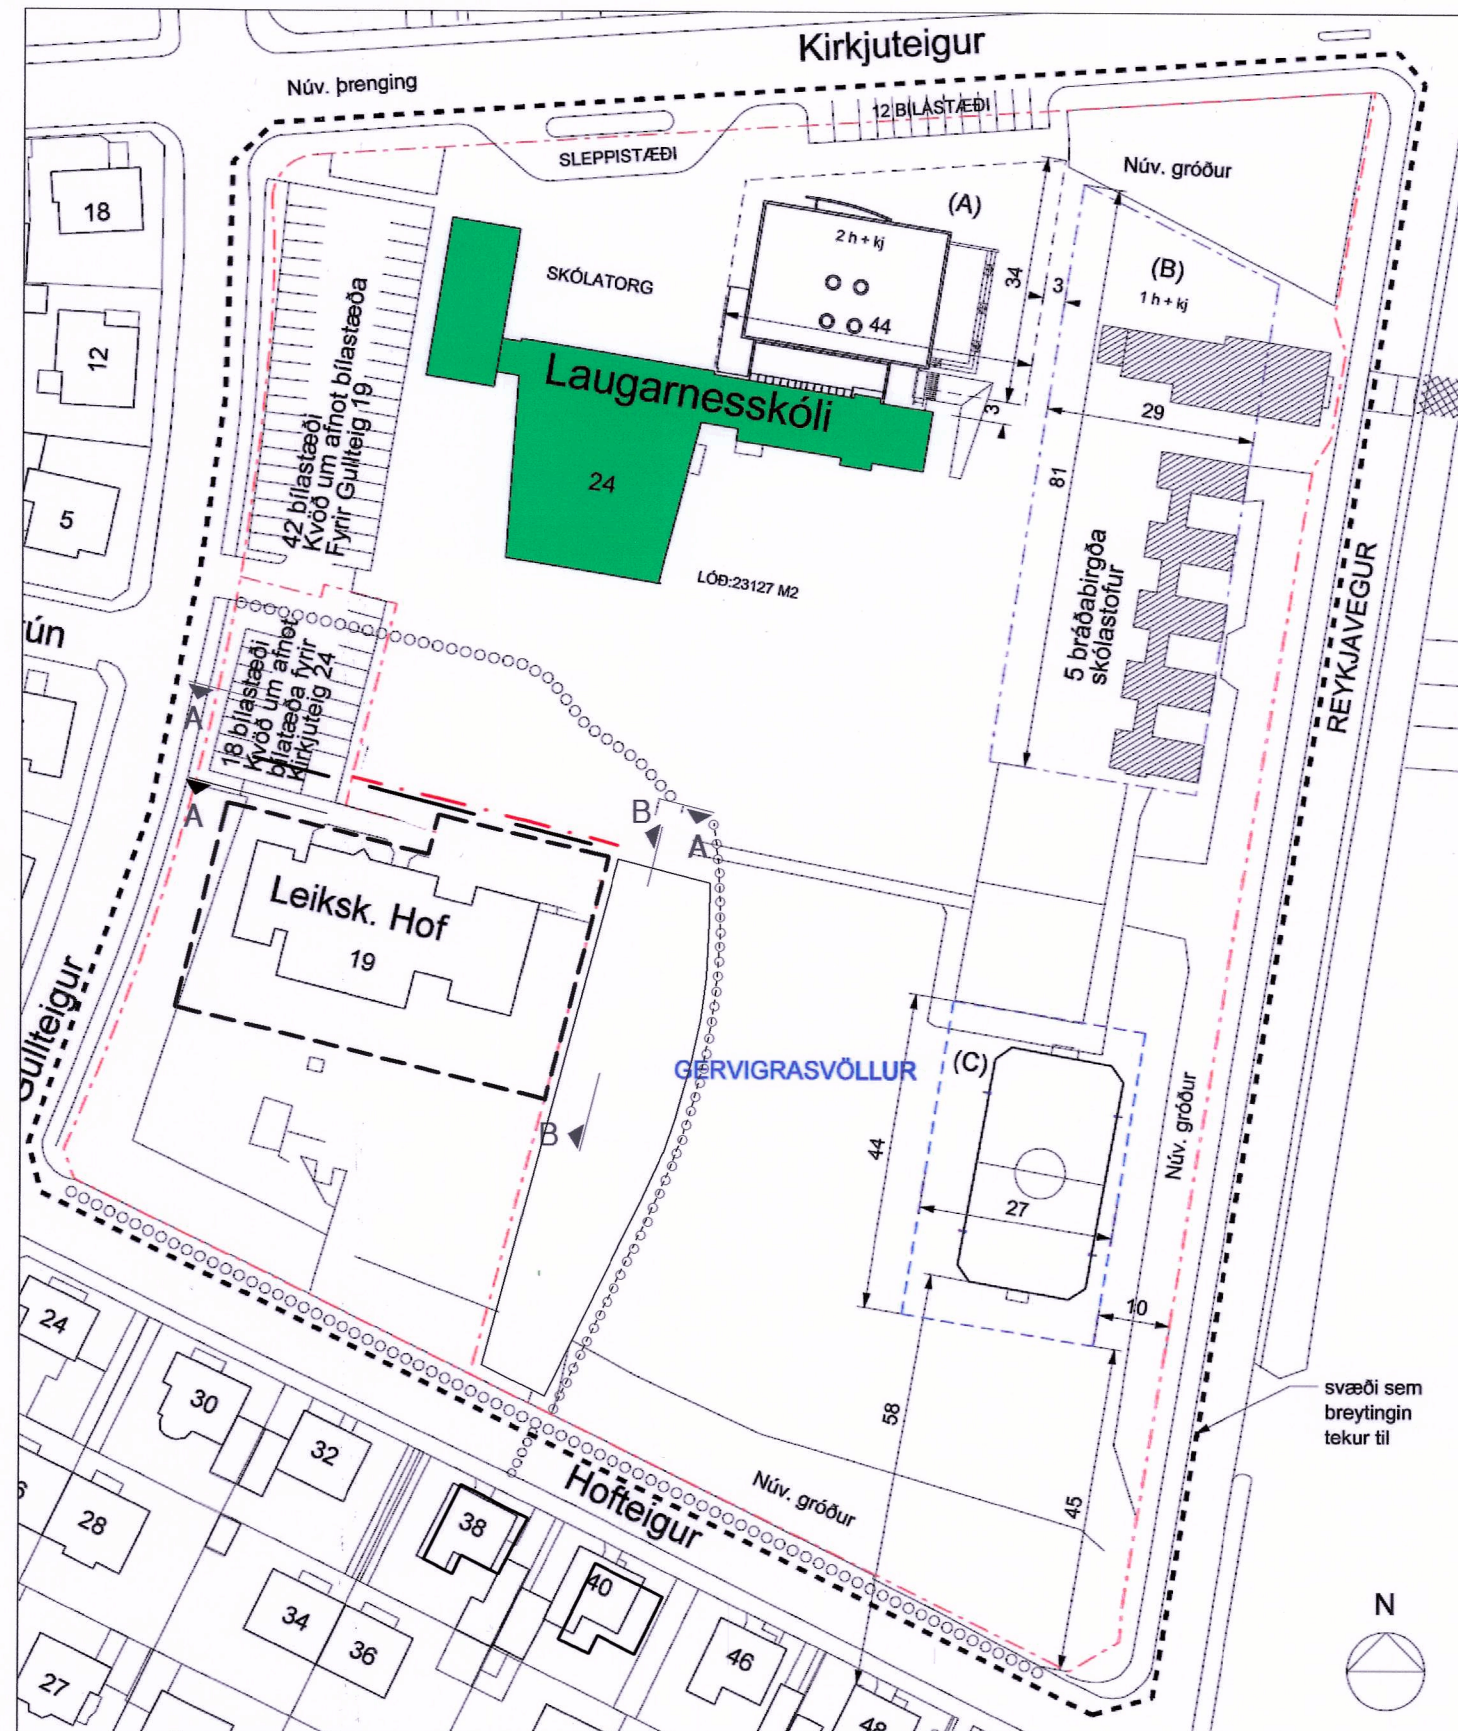 Kirkjuteigur
Núv. þrenging
12 BÍLASTÆÐI
SLEPPISTÆÐI
Núv. gróður
18
(A)
2 h + kj
SKÓLATORG
34
3
(B)
1 h + kj
44
12
42 bílastæði
Kvöð um afnot bílastæða
Fyrir Gullteig 19
Laugarnesskóli
24
3
29
81
5
5 bráðabirgða
skólastofur
LÓÐ:23127 M2
REYKJAVEGUR
ún
18 bílastæði
Kvöð um afnot
bílatæða fyrir
Kirkjuteig 24
A
A
B
A
Leiksk. Hof
19
Gullteigur
GERVIGRASVÖLLUR
(C)
44
27
Núv. gróður
B
10
58
45
svæði sem
breytingin
tekur til
24
30
32
28
38
Hofteigur
Núv. gróður
40
34
36
46
27
48
N